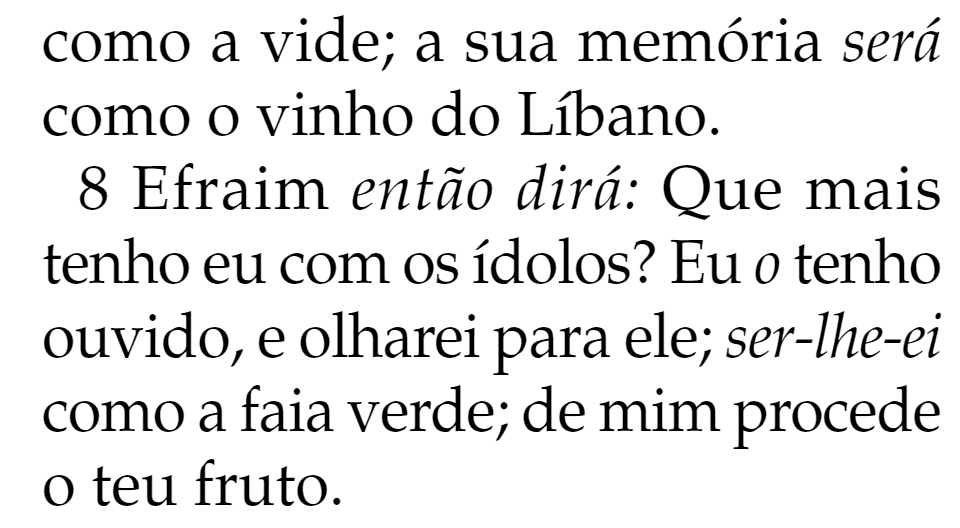 como a vide; a sua memória será
como o vinho do Líbano.
8 Efraim então dirá: Que mais
tenho eu com os ídolos? Eu o tenho
ouvido, e olharei para ele; ser-lhe-ei
como a faia verde; de mim procede
o teu fruto.